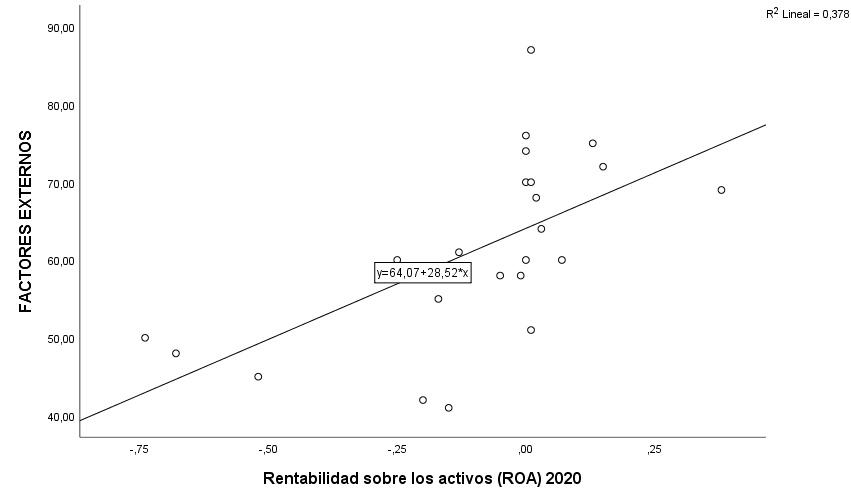 R2 Lineal = 0,378
90,00
80,00
70,00
60,00
50,00
40,00
FACTORES EXTERNOS
y=64,07+28,52*x
-,75
-,50
-,25
,00
,25
Rentabilidad sobre los activos (ROA) 2020